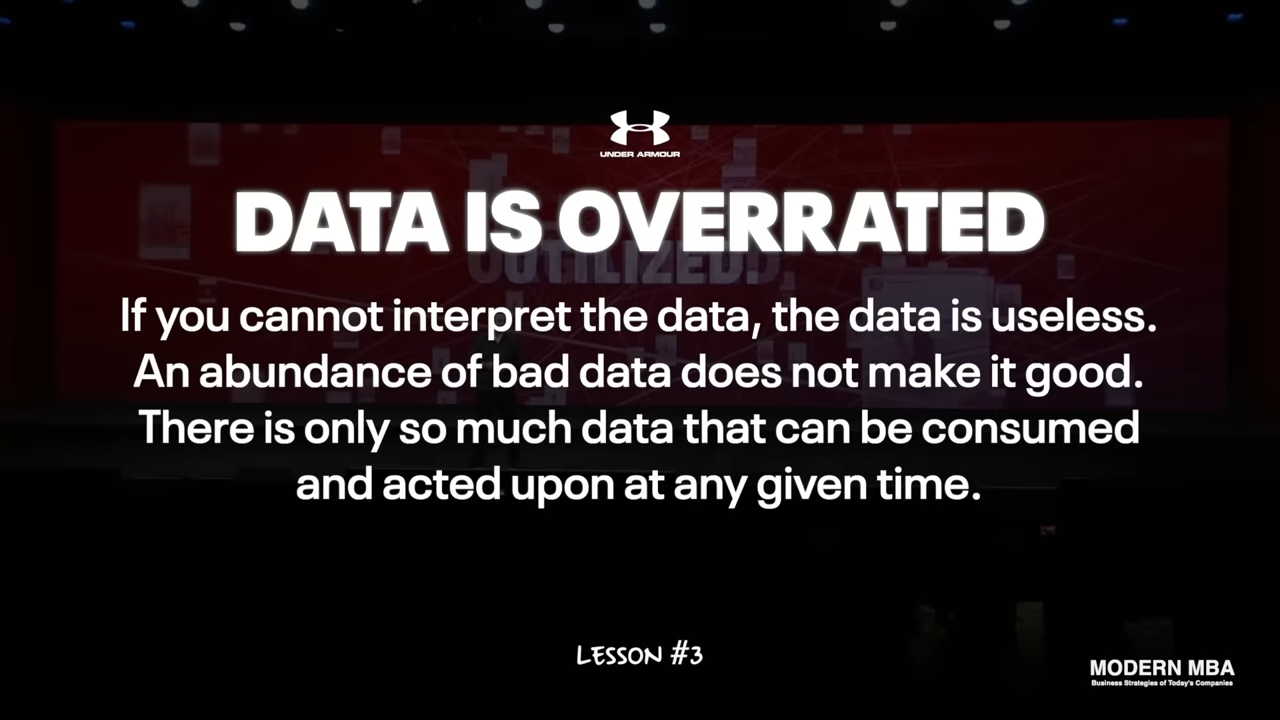 UNDER ARMOUR
DATA IS OVERRATED
UTILIZED.
If you cannot interpret the data, the data is useless.
An abundance of bad data does not make it good.
There is only so much data that can be consumed
and acted upon at any given time.
LESSON #3
MODERN MBA
Business Strategies of Today's Companies